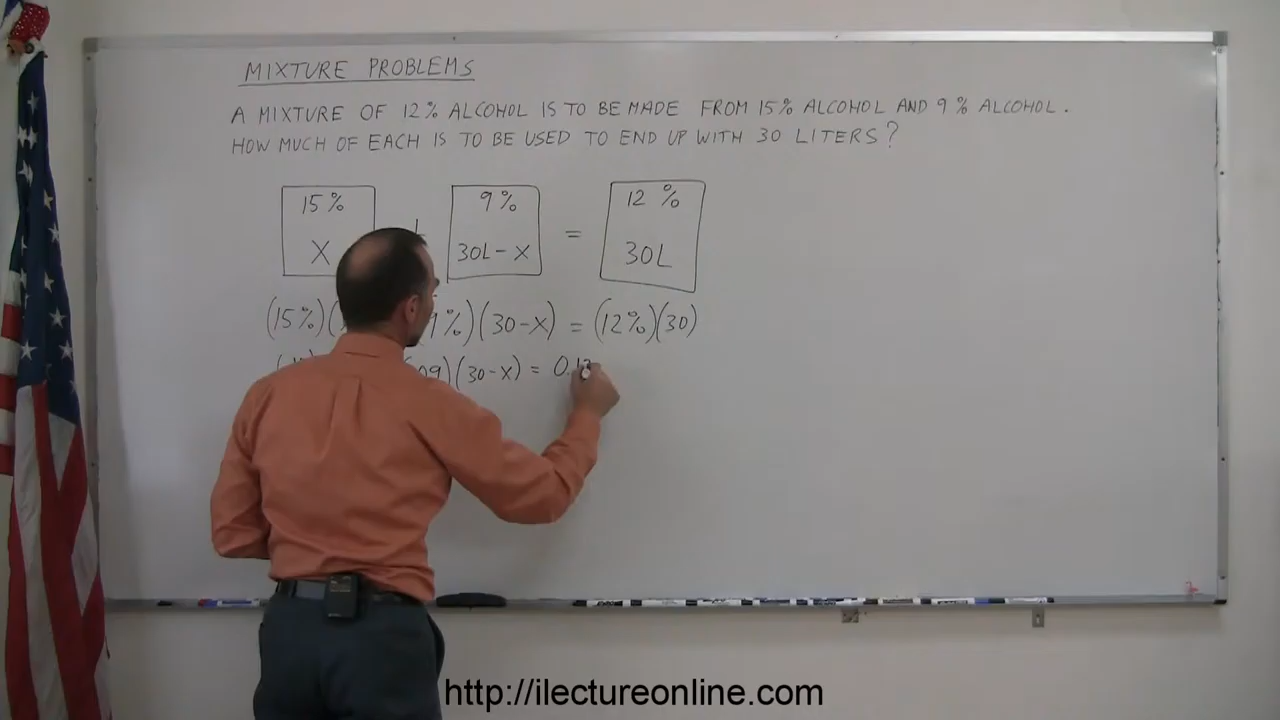 MIXTURE PROBLEMS
A MIXTURE OF 12% ALCOHOL IS TO BE MADE FROM 15% ALCOHOL AND 9% ALCOHOL.
HOW MUCH OF EACH IS TO BE USED TO END UP WITH 30 LITERS?
15% 9% = 12%
X 30L - X 30L
(15%)( %)(30-X) = (12%)(30)
09)(30-X) = 0.12
http://ilectureonline.com